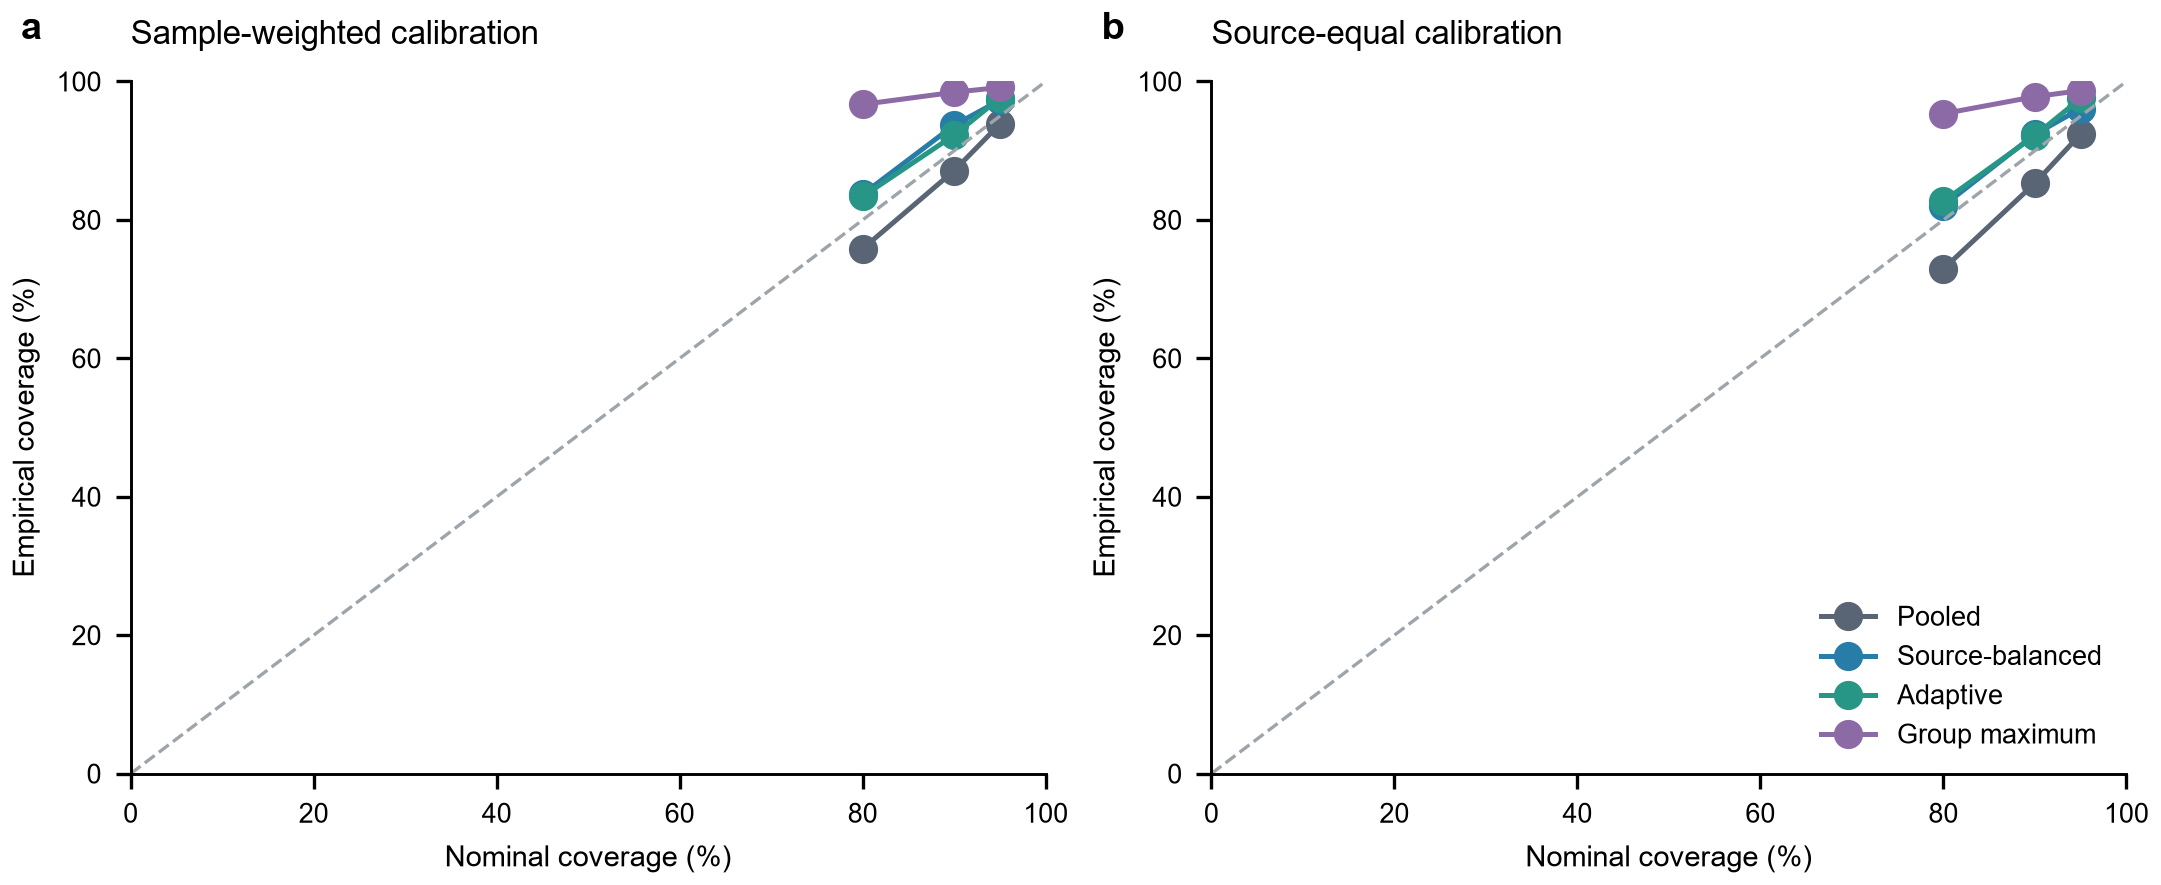 a
Sample-weighted calibration
Empirical coverage (%)
100
80
60
40
20
0
0 20 40 60 80 100
Nominal coverage (%)
b
Source-equal calibration
Empirical coverage (%)
100
80
60
40
20
0
Pooled
Source-balanced
Adaptive
Group maximum
0 20 40 60 80 100
Nominal coverage (%)